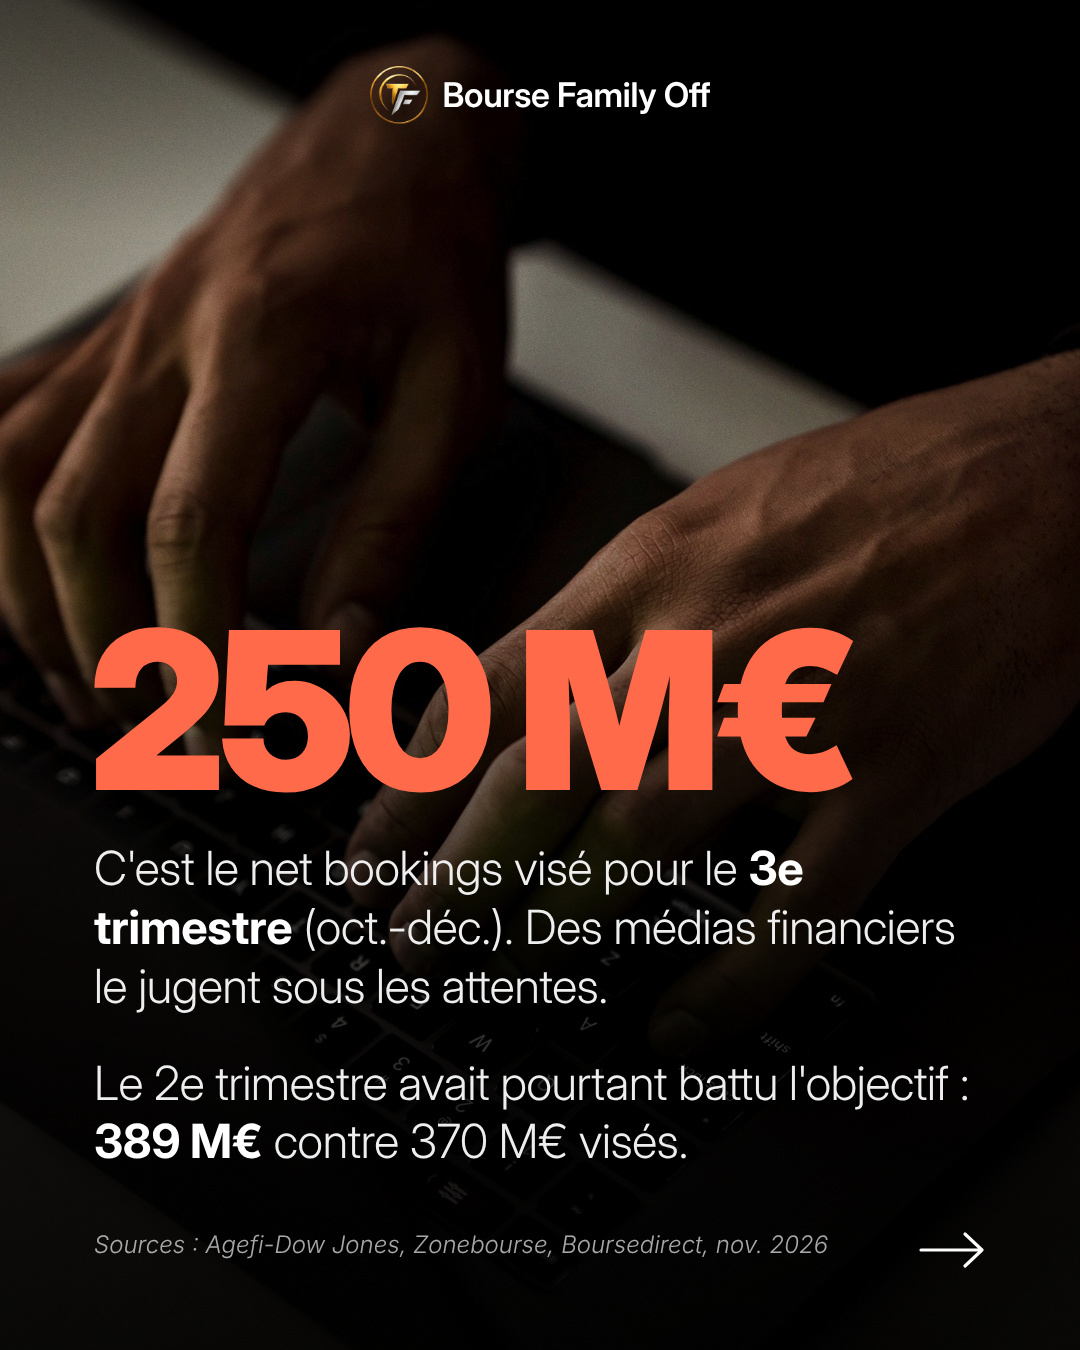 TF
Bourse Family Off
250 M€
C'est le net bookings visé pour le 3e
trimestre (oct.-déc.). Des médias financiers
le jugent sous les attentes.
Le 2e trimestre avait pourtant battu l'objectif :
389 M€ contre 370 M€ visés.
Sources : Agefi-Dow Jones, Zonebourse, Boursedirect, nov. 2026